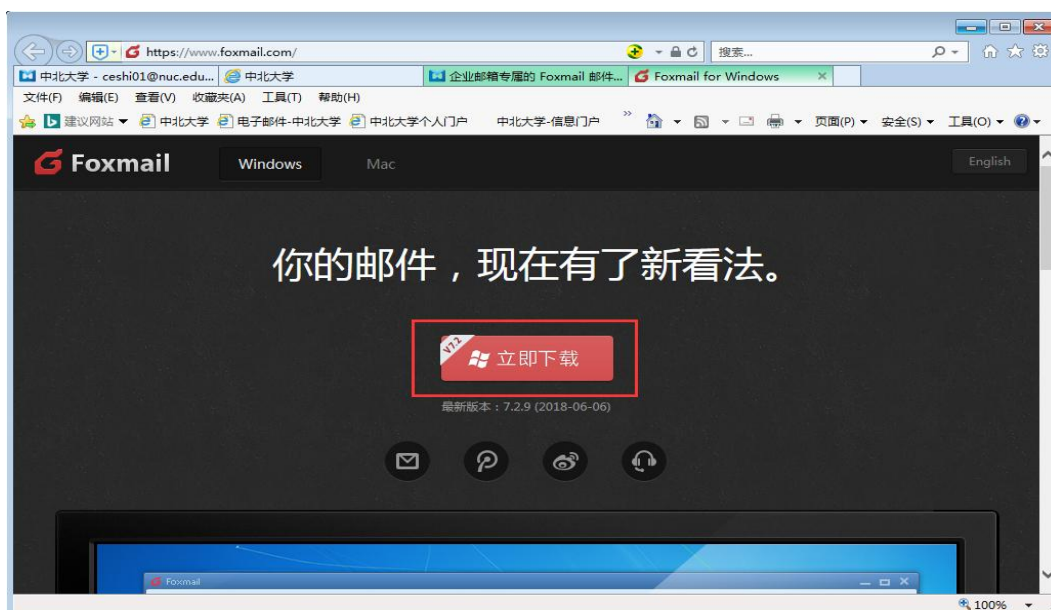 https://www.foxmail.com/
搜索...
中北大学 - ceshi01@nuc.edu... 中北大学 企业邮箱专属的 Foxmail 邮件... Foxmail for Windows ×
文件(F) 编辑(E) 查看(V) 收藏夹(A) 工具(T) 帮助(H)
建议网站 中北大学 电子邮件-中北大学 中北大学个人门户 中北大学-信息门户 » 页面(P) 安全(S) 工具(O)
Foxmail Windows Mac English
你的邮件，现在有了新看法。
V7.2 立即下载
最新版本：7.2.9 (2018-06-06)
Foxmail
100%